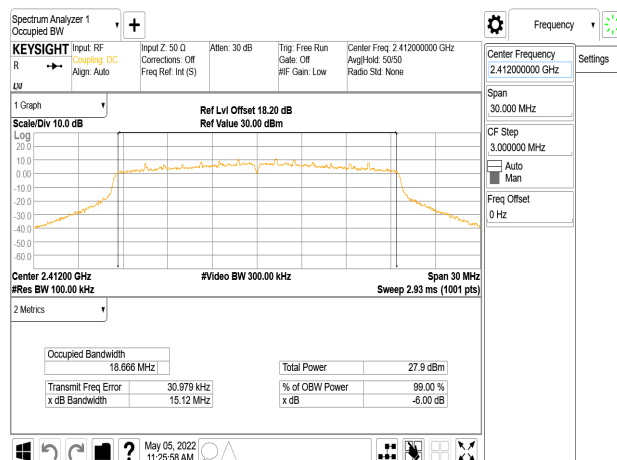 Spectrum Analyzer 1
Occupied BW
Frequency
KEYSIGHT
R
LXI
Input: RF
Coupling: DC
Align: Auto
Input Z: 50 Ω
Corrections: Off
Freq Ref: Int (S)
Atten: 30 dB
Trig: Free Run
Gate: Off
#IF Gain: Low
Center Freq: 2.412000000 GHz
Avg|Hold: 50/50
Radio Std: None
Center Frequency
2.412000000 GHz
Settings
Span
30.000 MHz
CF Step
3.000000 MHz
Auto
Man
Freq Offset
0 Hz
1 Graph
Scale/Div 10.0 dB
Ref Lvl Offset 18.20 dB
Ref Value 30.00 dBm
Log
20.0
10.0
0.00
-10.0
-20.0
-30.0
-40.0
-50.0
-60.0
Center 2.41200 GHz
#Video BW 300.00 kHz
Span 30 MHz
#Res BW 100.00 kHz
Sweep 2.93 ms (1001 pts)
2 Metrics
Occupied Bandwidth
18.666 MHz
Total Power 27.9 dBm
Transmit Freq Error 30.979 kHz
% of OBW Power 99.00 %
x dB Bandwidth 15.12 MHz
x dB -6.00 dB
?
May 05, 2022
11:25:58 AM